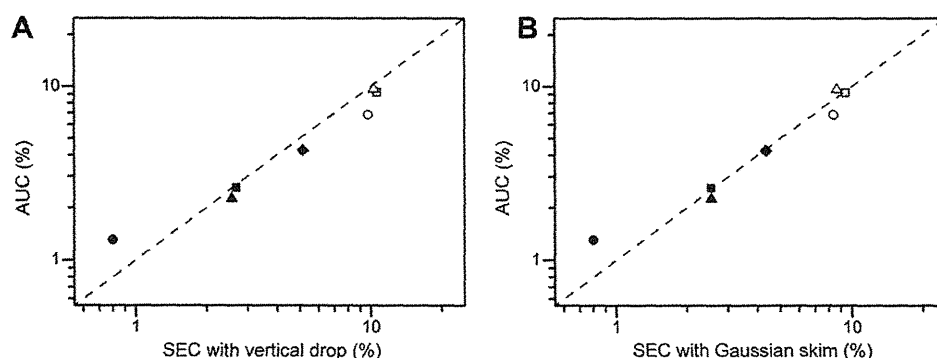 A
B
10
1
AUC (%)
1
10
SEC with vertical drop (%)
10
1
AUC (%)
1
10
SEC with Gaussian skim (%)